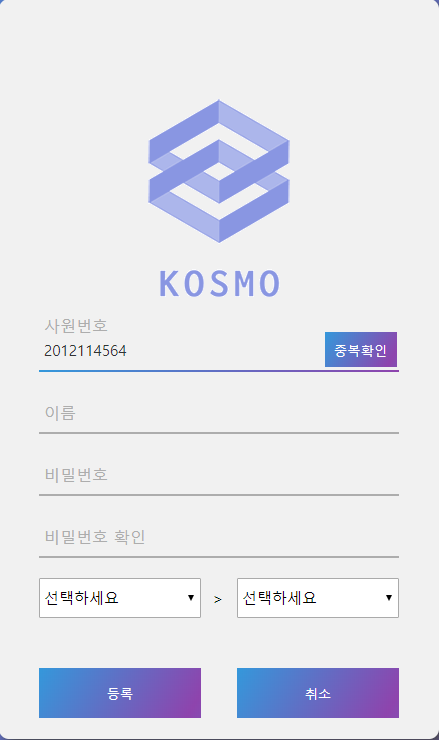 KOSMO
사원번호
2012114564
중복확인
이름
비밀번호
비밀번호 확인
선택하세요 > 선택하세요
등록 취소